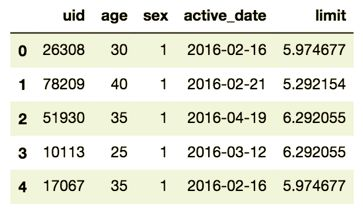 uid age sex active_date limit
0 26308 30 1 2016-02-16 5.974677
1 78209 40 1 2016-02-21 5.292154
2 51930 35 1 2016-04-19 6.292055
3 10113 25 1 2016-03-12 6.292055
4 17067 35 1 2016-02-16 5.974677